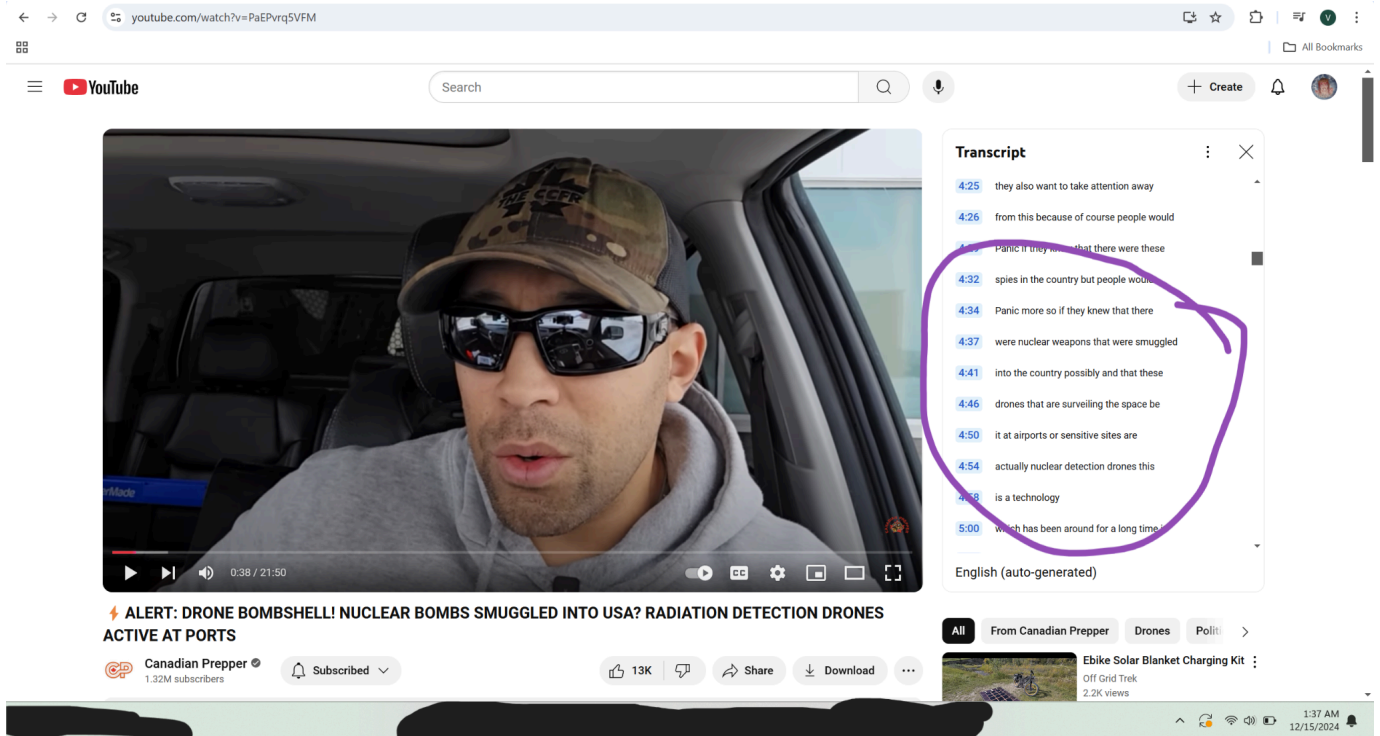 youtube.com/watch?v=PaEPvrq5VFM
V
All Bookmarks
YouTube
Search
Create
THE CCFR
0:38 / 21:50
CC
Transcript
4:25 they also want to take attention away
4:26 from this because of course people would
Panic if they that there were these
4:32 spies in the country but people
4:34 Panic more so if they knew that there
4:37 were nuclear weapons that were smuggled
4:41 into the country possibly and that these
4:46 drones that are surveiling the space be
4:50 it at airports or sensitive sites are
4:54 actually nuclear detection drones this
4:58 is a technology
5:00 which has been around for a long time
English (auto-generated)
⚡ ALERT: DRONE BOMBSHELL! NUCLEAR BOMBS SMUGGLED INTO USA? RADIATION DETECTION DRONES
ACTIVE AT PORTS
CP
Canadian Prepper
1.32M subscribers
Subscribed
13K
Share
Download
All
From Canadian Prepper
Drones
Ebike Solar Blanket Charging Kit
Off Grid Trek
2.2K views
1:37 AM
12/15/2024